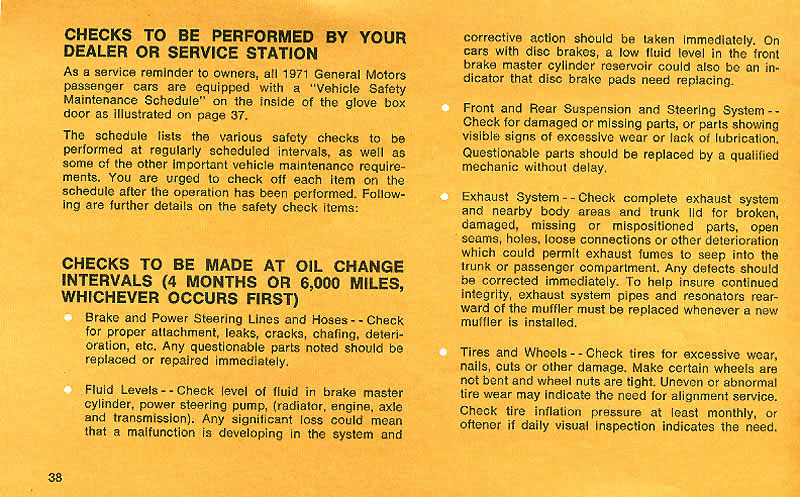 CHECKS TO BE PERFORMED BY YOUR
DEALER OR SERVICE STATION
As a service reminder to owners, all 1971 General Motors
passenger cars are equipped with a "Vehicle Safety
Maintenance Schedule" on the inside of the glove box
door as illustrated on page 37.
The schedule lists the various safety checks to be
performed at regularly scheduled intervals, as well as
some of the other important vehicle maintenance require-
ments. You are urged to check off each item on the
schedule after the operation has been performed. Follow-
ing are further details on the safety check items:
CHECKS TO BE MADE AT OIL CHANGE
INTERVALS (4 MONTHS OR 6,000 MILES,
WHICHEVER OCCURS FIRST)
● Brake and Power Steering Lines and Hoses -- Check
for proper attachment, leaks, cracks, chafing, deteri-
oration, etc. Any questionable parts noted should be
replaced or repaired immediately.
● Fluid Levels -- Check level of fluid in brake master
cylinder, power steering pump, (radiator, engine, axle
and transmission). Any significant loss could mean
that a malfunction is developing in the system and
corrective action should be taken immediately. On
cars with disc brakes, a low fluid level in the front
brake master cylinder reservoir could also be an in-
dicator that disc brake pads need replacing.
● Front and Rear Suspension and Steering System --
Check for damaged or missing parts, or parts showing
visible signs of excessive wear or lack of lubrication.
Questionable parts should be replaced by a qualified
mechanic without delay.
● Exhaust System -- Check complete exhaust system
and nearby body areas and trunk lid for broken,
damaged, missing or mispositioned parts, open
seams, holes, loose connections or other deterioration
which could permit exhaust fumes to seep into the
trunk or passenger compartment. Any defects should
be corrected immediately. To help insure continued
integrity, exhaust system pipes and resonators rear-
ward of the muffler must be replaced whenever a new
muffler is installed.
● Tires and Wheels -- Check tires for excessive wear,
nails, cuts or other damage. Make certain wheels are
not bent and wheel nuts are tight. Uneven or abnormal
tire wear may indicate the need for alignment service.
Check tire inflation pressure at least monthly, or
oftener if daily visual inspection indicates the need.
38